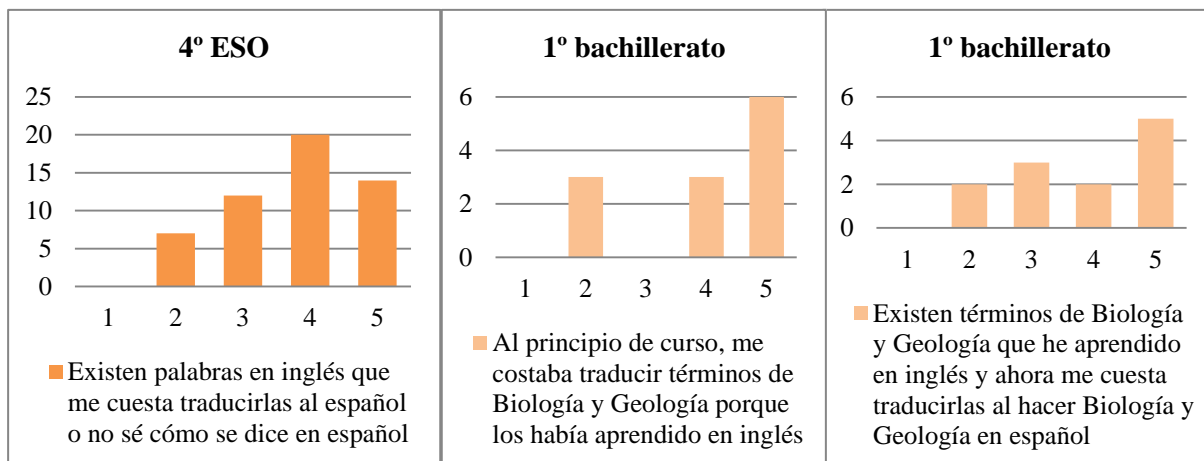 4º ESO
25
20
15
10
5
0
1 2 3 4 5
Existen palabras en inglés que
me cuesta traducirlas al español
o no sé cómo se dice en español
1º bachillerato
6
4
2
0
1 2 3 4 5
Al principio de curso, me
costaba traducir términos de
Biología y Geología porque
los había aprendido en inglés
1º bachillerato
6
4
2
0
1 2 3 4 5
Existen términos de Biología
y Geología que he aprendido
en inglés y ahora me cuesta
traducirlas al hacer Biología y
Geología en español